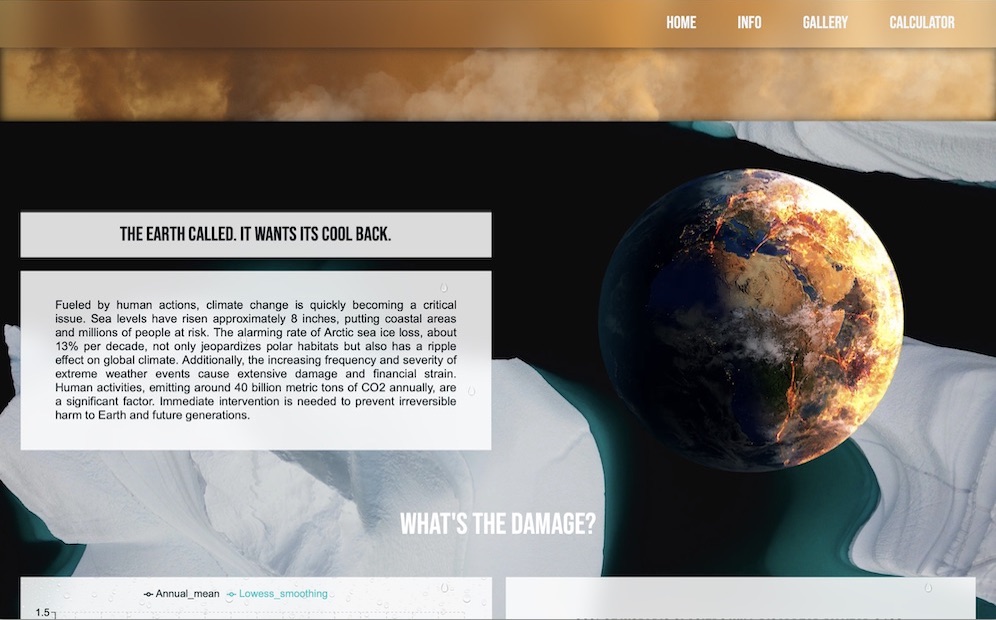 HOME INFO GALLERY CALCULATOR
THE EARTH CALLED. IT WANTS ITS COOL BACK.
Fueled by human actions, climate change is quickly becoming a critical
issue. Sea levels have risen approximately 8 inches, putting coastal areas
and millions of people at risk. The alarming rate of Arctic sea ice loss, about
13% per decade, not only jeopardizes polar habitats but also has a ripple
effect on global climate. Additionally, the increasing frequency and severity of
extreme weather events cause extensive damage and financial strain.
Human activities, emitting around 40 billion metric tons of CO2 annually, are
a significant factor. Immediate intervention is needed to prevent irreversible
harm to Earth and future generations.
WHAT'S THE DAMAGE?
Annual_mean Lowess_smoothing
1.5